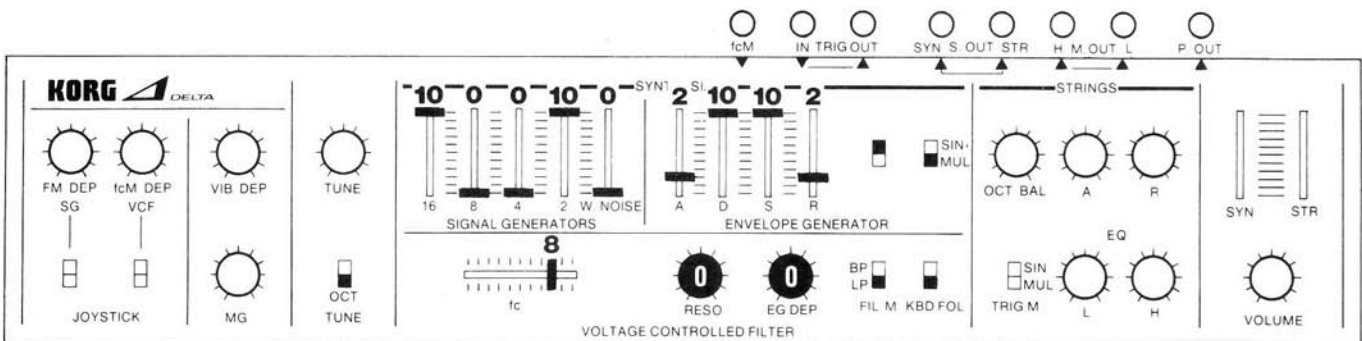 fcM IN TRIG OUT SYN S. OUT STR H M. OUT L P. OUT
KORG DELTA
10 0 0 10 0 2 10 10 2
STRINGS
SIN
MUL
FM DEP fcM DEP VIB DEP TUNE
OCT BAL A R
16 8 4 2 W. NOISE A D S R
SG VCF
SYN STR
SIGNAL GENERATORS ENVELOPE GENERATOR
EQ
8
BP
LP
0 0
SIN
MUL
OCT
fc RESO EG DEP FIL M KBD FOL
TRIG M L H
JOYSTICK MG TUNE VOLUME
VOLTAGE CONTROLLED FILTER